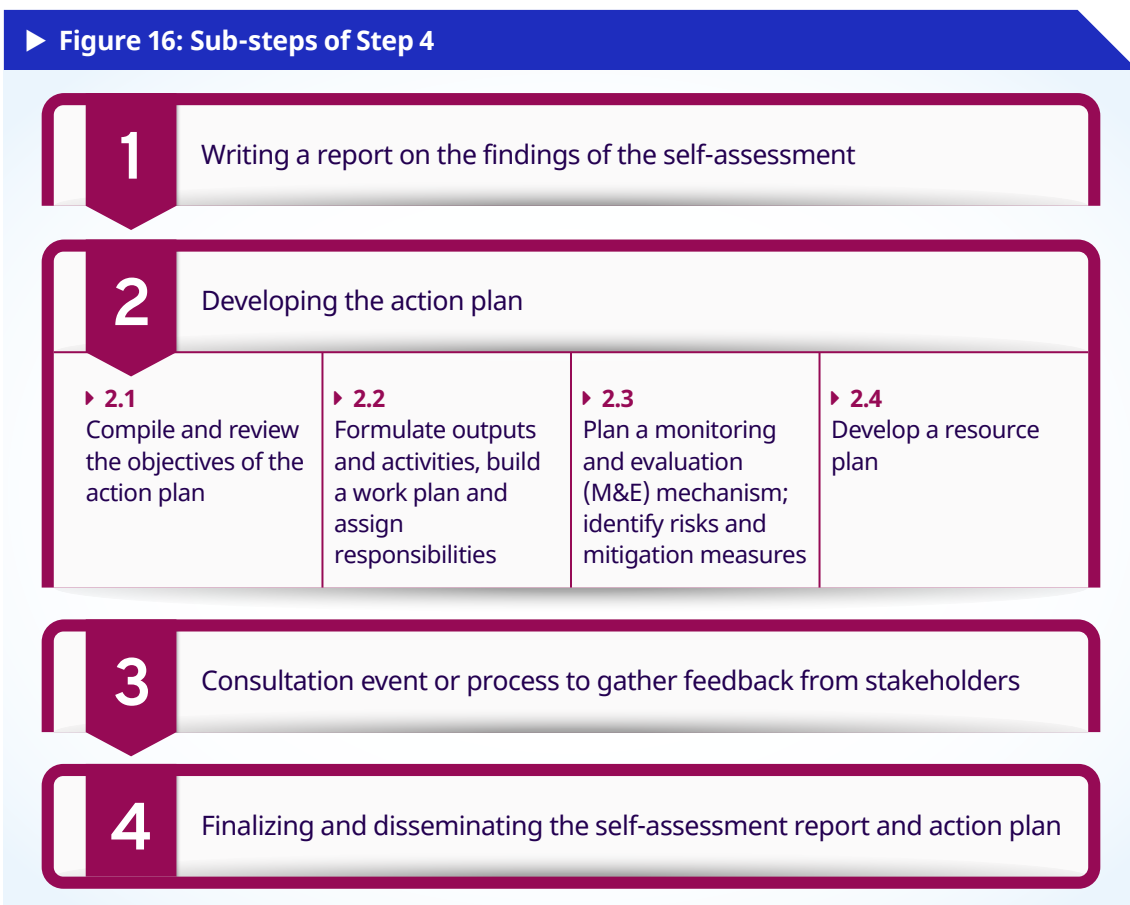 Figure 16: Sub-steps of Step 4
1
Writing a report on the findings of the self-assessment
2
Developing the action plan
2.1
Compile and review
the objectives of the
action plan
2.2
Formulate outputs
and activities, build
a work plan and
assign
responsibilities
2.3
Plan a monitoring
and evaluation
(M&E) mechanism;
identify risks and
mitigation measures
2.4
Develop a resource
plan
3
Consultation event or process to gather feedback from stakeholders
4
Finalizing and disseminating the self-assessment report and action plan